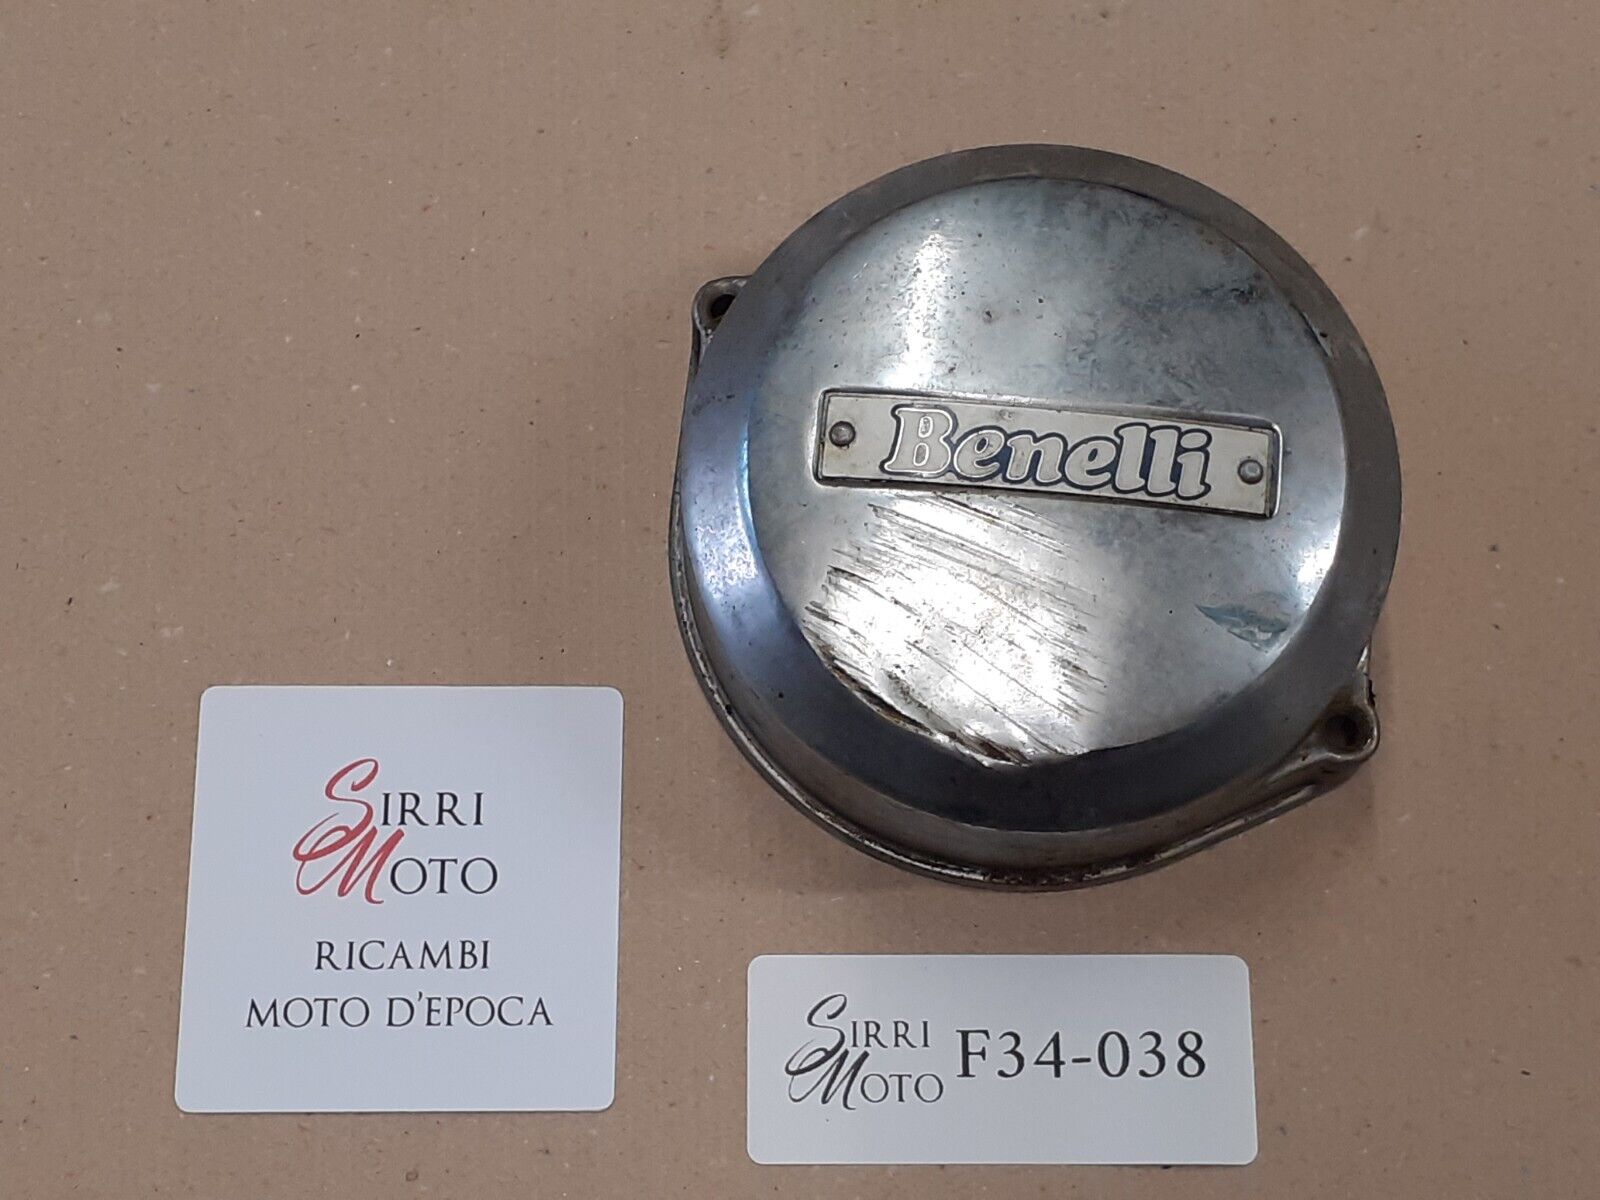 Benelli
SIRRI
MOTO
RICAMBI
MOTO D'EPOCA
SIRRI
MOTO
F34-038